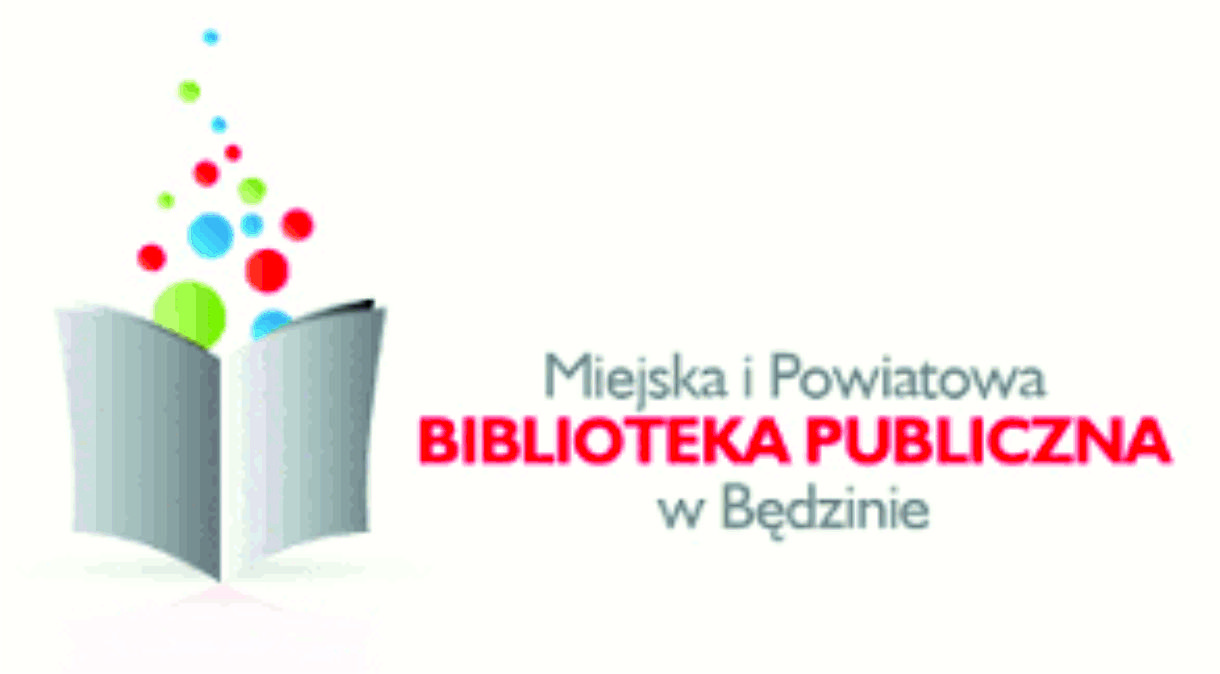 Miejska i Powiatowa
BIBLIOTEKA PUBLICZNA
w Będzinie